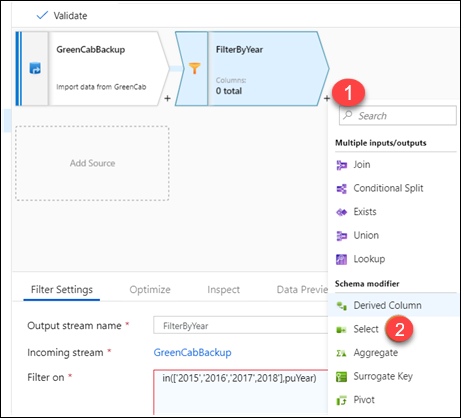 Validate
GreenCabBackup
Import data from GreenCab
+
FilterByYear
Columns:
0 total
+
1
Search
Multiple inputs/outputs
Join
Conditional Split
Exists
Union
Lookup
Schema modifier
Derived Column
Select
2
Aggregate
Surrogate Key
Pivot
Add Source
Filter Settings
Optimize
Inspect
Data Preview
Output stream name *
FilterByYear
Incoming stream *
GreenCabBackup
Filter on *
in(['2015','2016','2017',2018'],puYear)